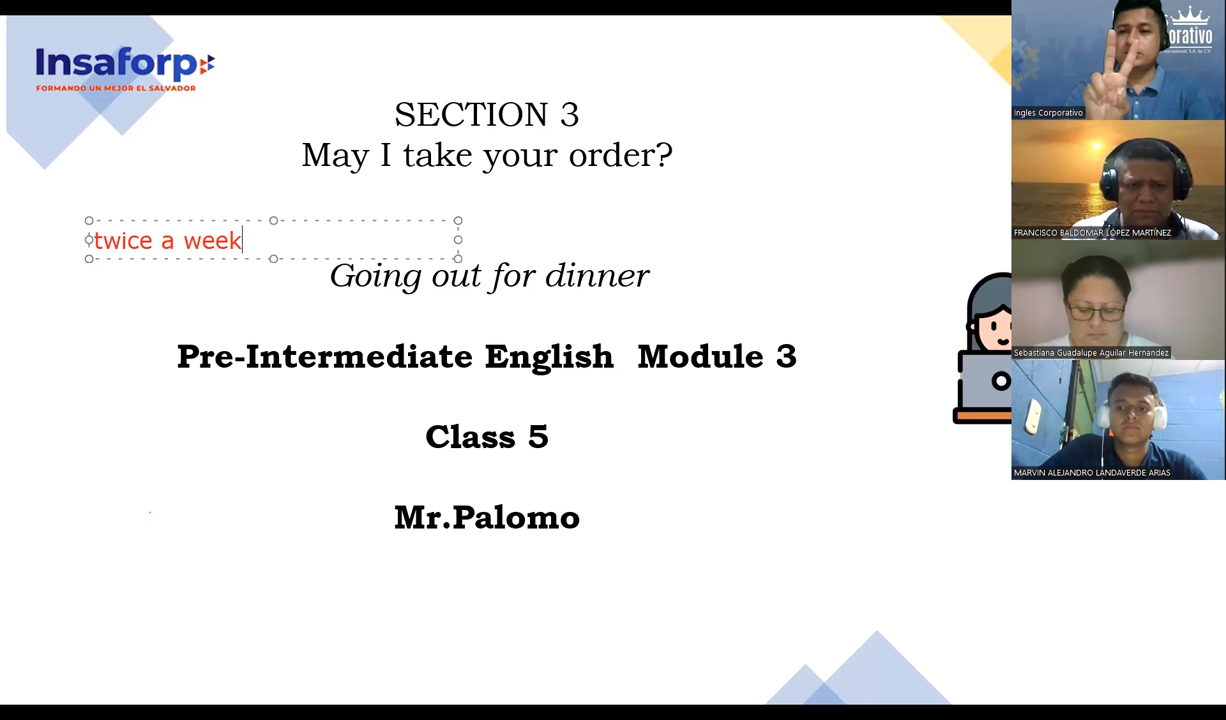 Insaforp
FORMANDO UN MEJOR EL SALVADOR
SECTION 3
May I take your order?
twice a week
Going out for dinner
Pre-Intermediate English Module 3
Class 5
Mr.Palomo
orativo
Ingles Corporativo
FRANCISCO BALDOMAR LÓPEZ MARTÍNEZ
Sebastiana Guadalupe Aguilar Hernandez
MARVIN ALEJANDRO LANDAVERDE ARIAS